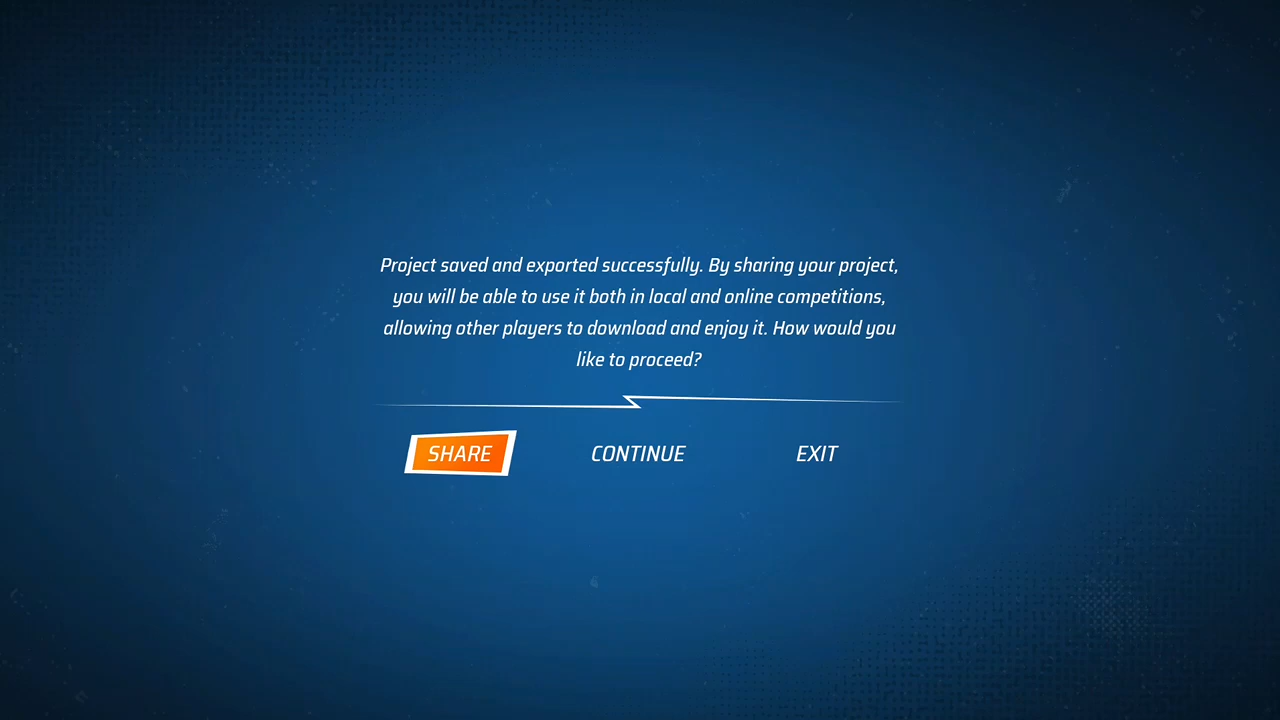 Project saved and exported successfully. By sharing your project,
you will be able to use it both in local and online competitions,
allowing other players to download and enjoy it. How would you
like to proceed?
SHARE CONTINUE EXIT